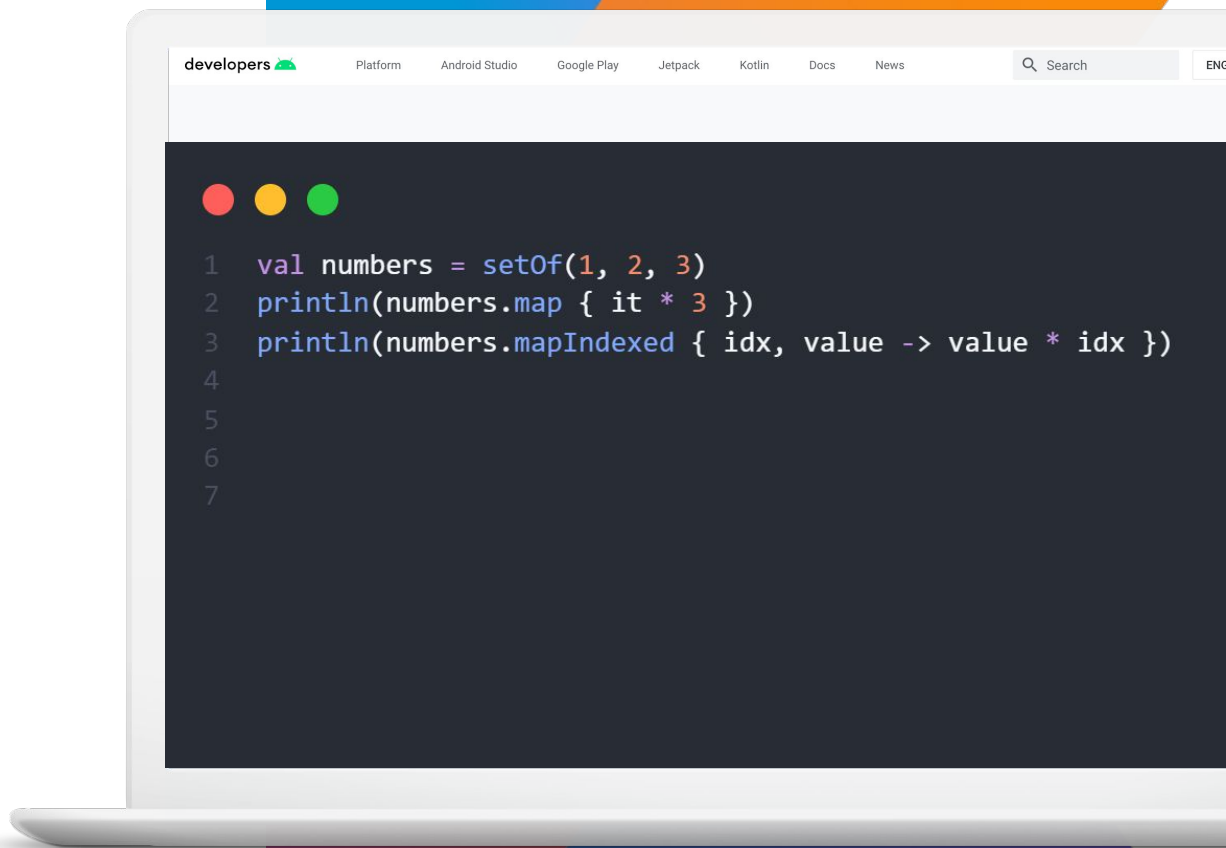 developers Platform Android Studio Google Play Jetpack Kotlin Docs News Search ENG
1 val numbers = setOf(1, 2, 3)
2 println(numbers.map { it * 3 })
3 println(numbers.mapIndexed { idx, value -> value * idx })
4
5
6
7